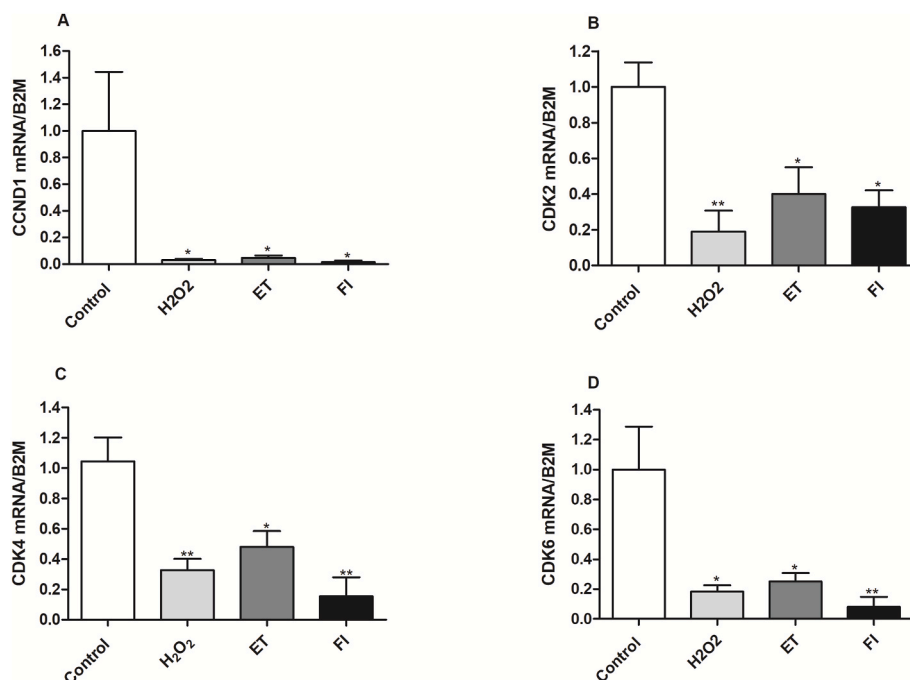 A
CCND1 mRNA/B2M
1.6
1.4
1.2
1.0
0.8
0.6
0.4
0.2
0.0
*
*
*
Control
H2O2
ET
FI
B
CDK2 mRNA/B2M
1.2
1.0
0.8
0.6
0.4
0.2
0.0
**
*
*
Control
H2O2
ET
FI
C
CDK4 mRNA/B2M
1.4
1.2
1.0
0.8
0.6
0.4
0.2
0.0
**
*
**
Control
H₂O₂
ET
FI
D
CDK6 mRNA/B2M
1.4
1.2
1.0
0.8
0.6
0.4
0.2
0.0
*
*
**
Control
H2O2
ET
FI